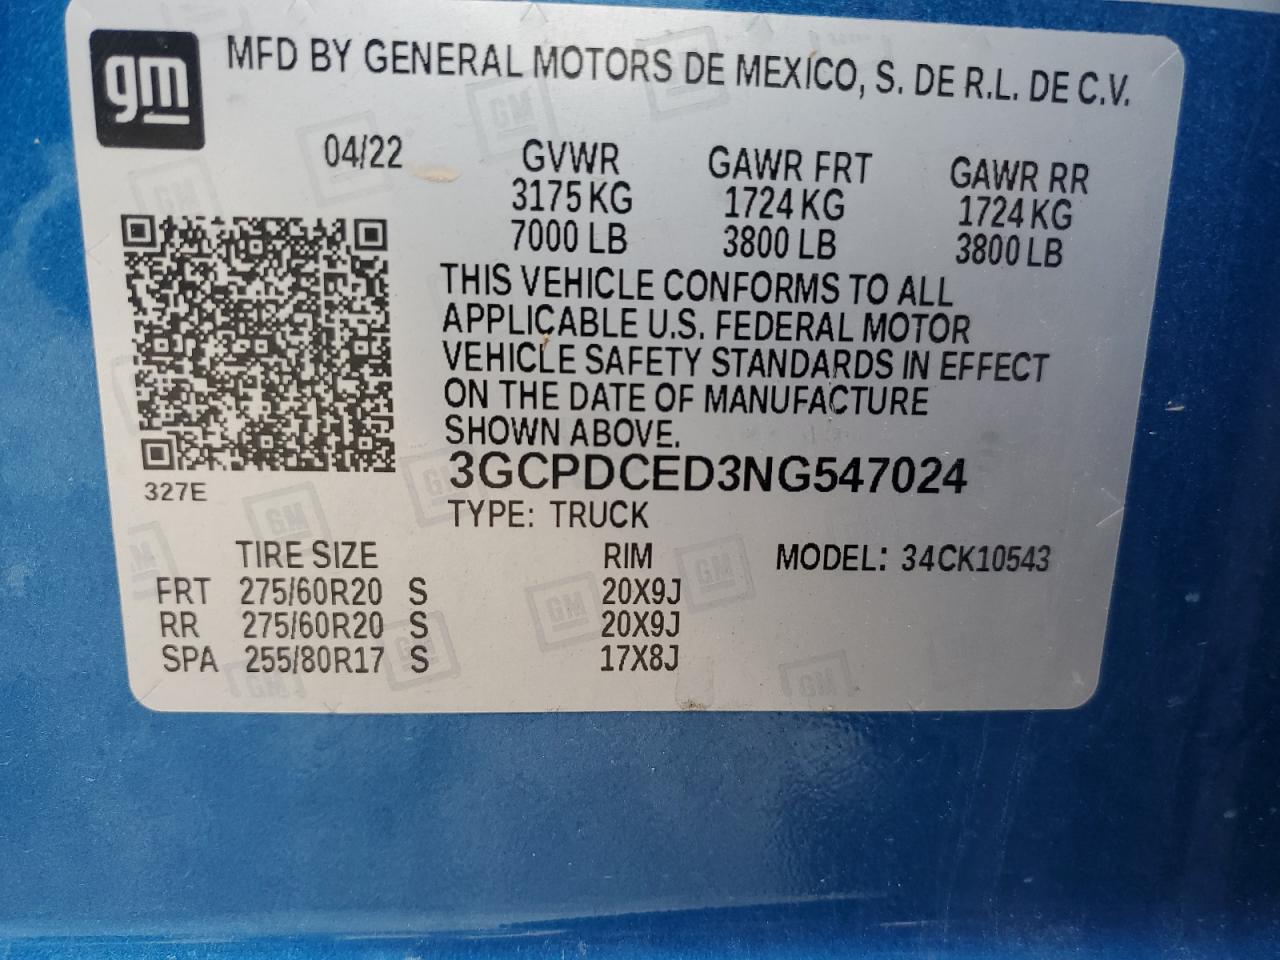 gm
MFD BY GENERAL MOTORS DE MEXÍCO, S. DE R.L. DE C.V.
04/22 GVWR GAWR FRT GAWR RR
3175 KG 1724 KG 1724 KG
7000 LB 3800 LB 3800 LB
THIS VEHICLE CONFORMS TO ALL
APPLICABLE U.S. FEDERAL MOTOR
VEHICLE SAFETY STANDARDS IN EFFECT
ON THE DATE OF MANUFACTURE
SHOWN ABOVE.
327E
3GCPDCED3NG547024
TYPE: TRUCK
TIRE SIZE RIM MODEL: 34CK10543
FRT 275/60R20 S 20X9J
RR 275/60R20 S 20X9J
SPA 255/80R17 S 17X8J